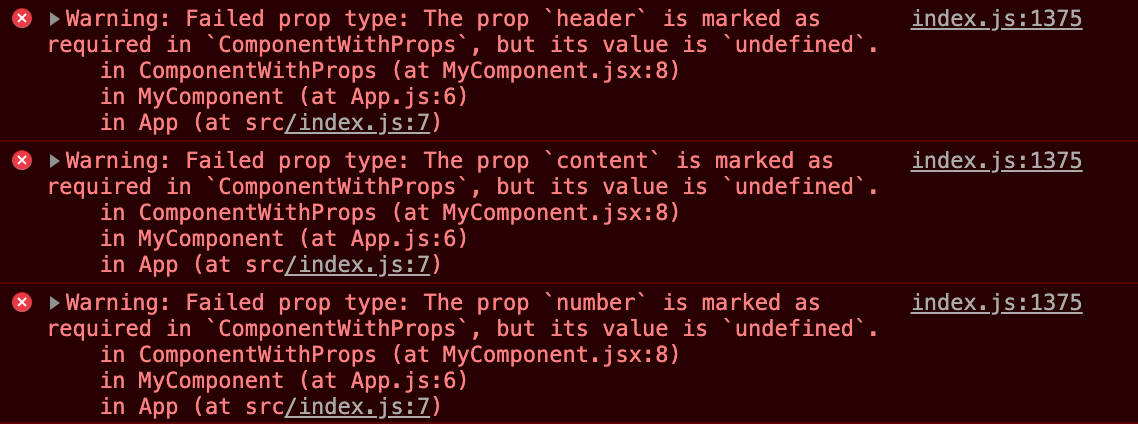 Warning: Failed prop type: The prop `header` is marked as index.js:1375
required in `ComponentWithProps`, but its value is `undefined`.
in ComponentWithProps (at MyComponent.jsx:8)
in MyComponent (at App.js:6)
in App (at src/index.js:7)
Warning: Failed prop type: The prop `content` is marked as index.js:1375
required in `ComponentWithProps`, but its value is `undefined`.
in ComponentWithProps (at MyComponent.jsx:8)
in MyComponent (at App.js:6)
in App (at src/index.js:7)
Warning: Failed prop type: The prop `number` is marked as index.js:1375
required in `ComponentWithProps`, but its value is `undefined`.
in ComponentWithProps (at MyComponent.jsx:8)
in MyComponent (at App.js:6)
in App (at src/index.js:7)